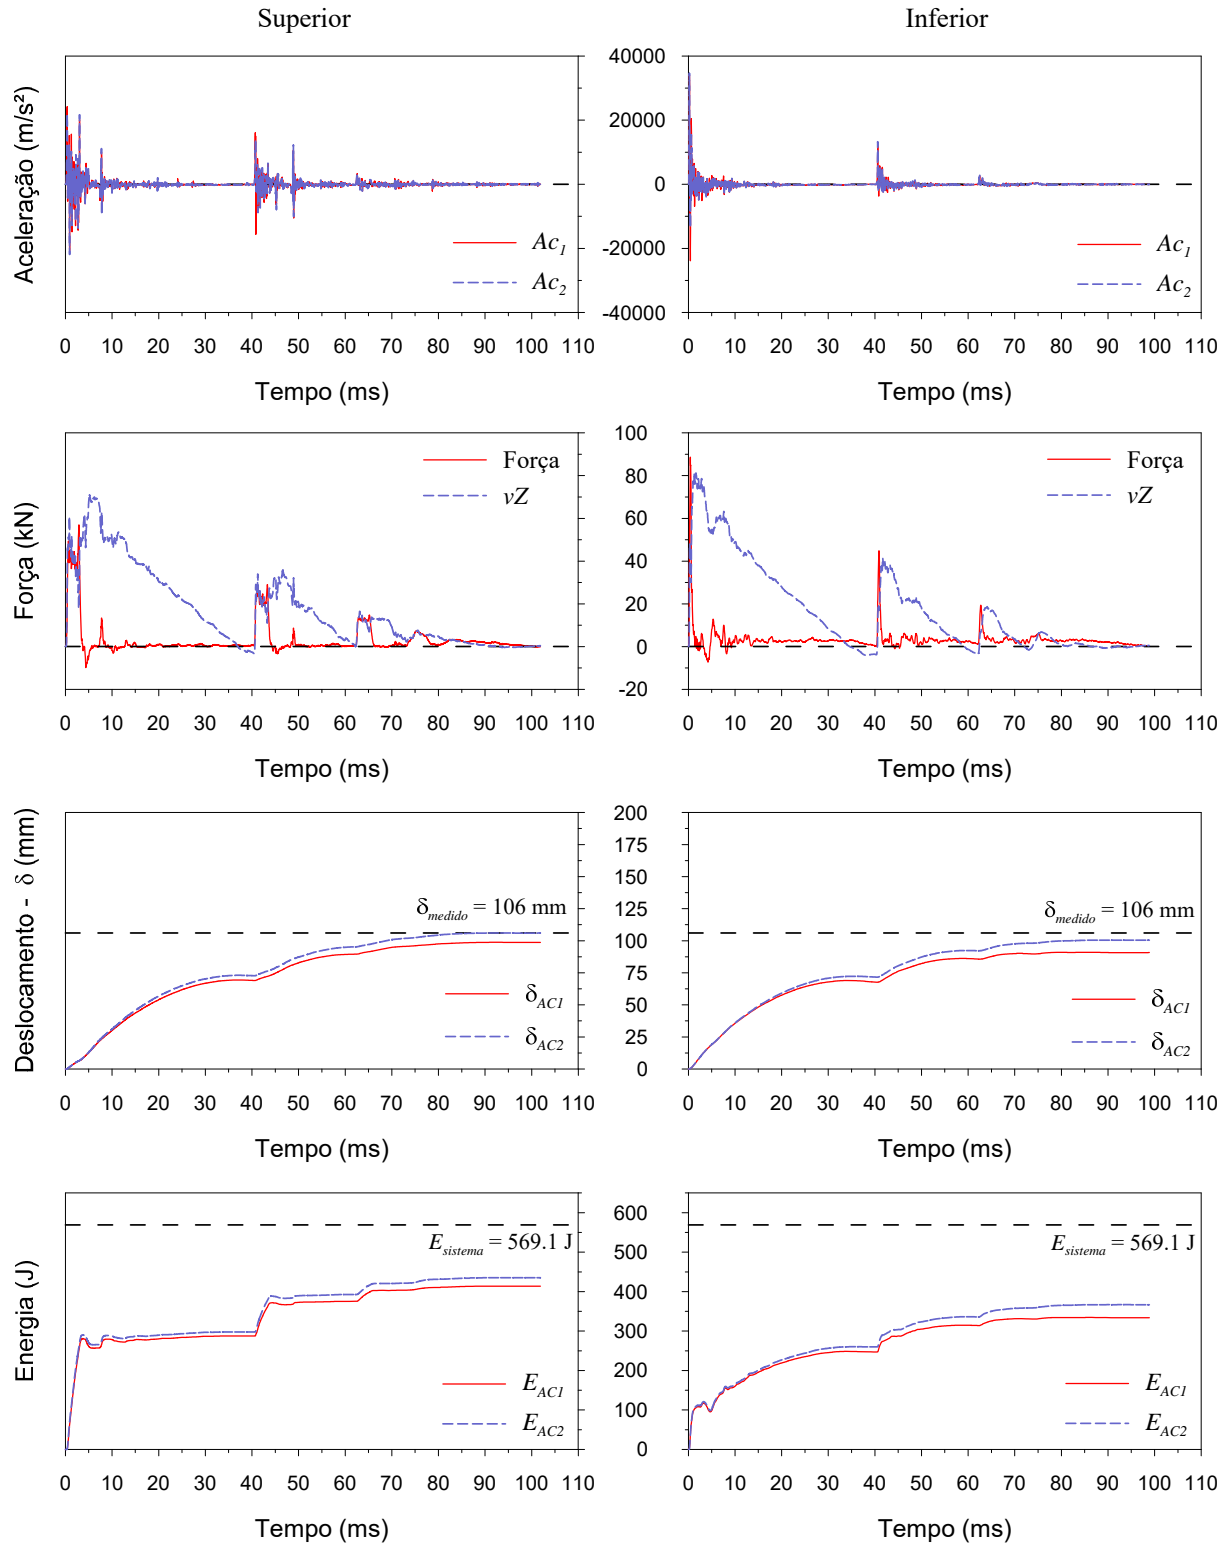 Superior
Inferior
Aceleração (m/s²)
40000
20000
0
-20000
-40000
Ac1
Ac2
Ac1
Ac2
0 10 20 30 40 50 60 70 80 90 100 110
0 10 20 30 40 50 60 70 80 90 100 110
Tempo (ms)
Tempo (ms)
Força (kN)
100
80
60
40
20
0
-20
Força
vZ
Força
vZ
0 10 20 30 40 50 60 70 80 90 100 110
0 10 20 30 40 50 60 70 80 90 100 110
Tempo (ms)
Tempo (ms)
Deslocamento - δ (mm)
200
175
150
125
100
75
50
25
0
δmedido = 106 mm
δmedido = 106 mm
δAC1
δAC2
δAC1
δAC2
0 10 20 30 40 50 60 70 80 90 100 110
0 10 20 30 40 50 60 70 80 90 100 110
Tempo (ms)
Tempo (ms)
Energia (J)
600
500
400
300
200
100
0
Esistema = 569.1 J
Esistema = 569.1 J
EAC1
EAC2
EAC1
EAC2
0 10 20 30 40 50 60 70 80 90 100 110
0 10 20 30 40 50 60 70 80 90 100 110
Tempo (ms)
Tempo (ms)